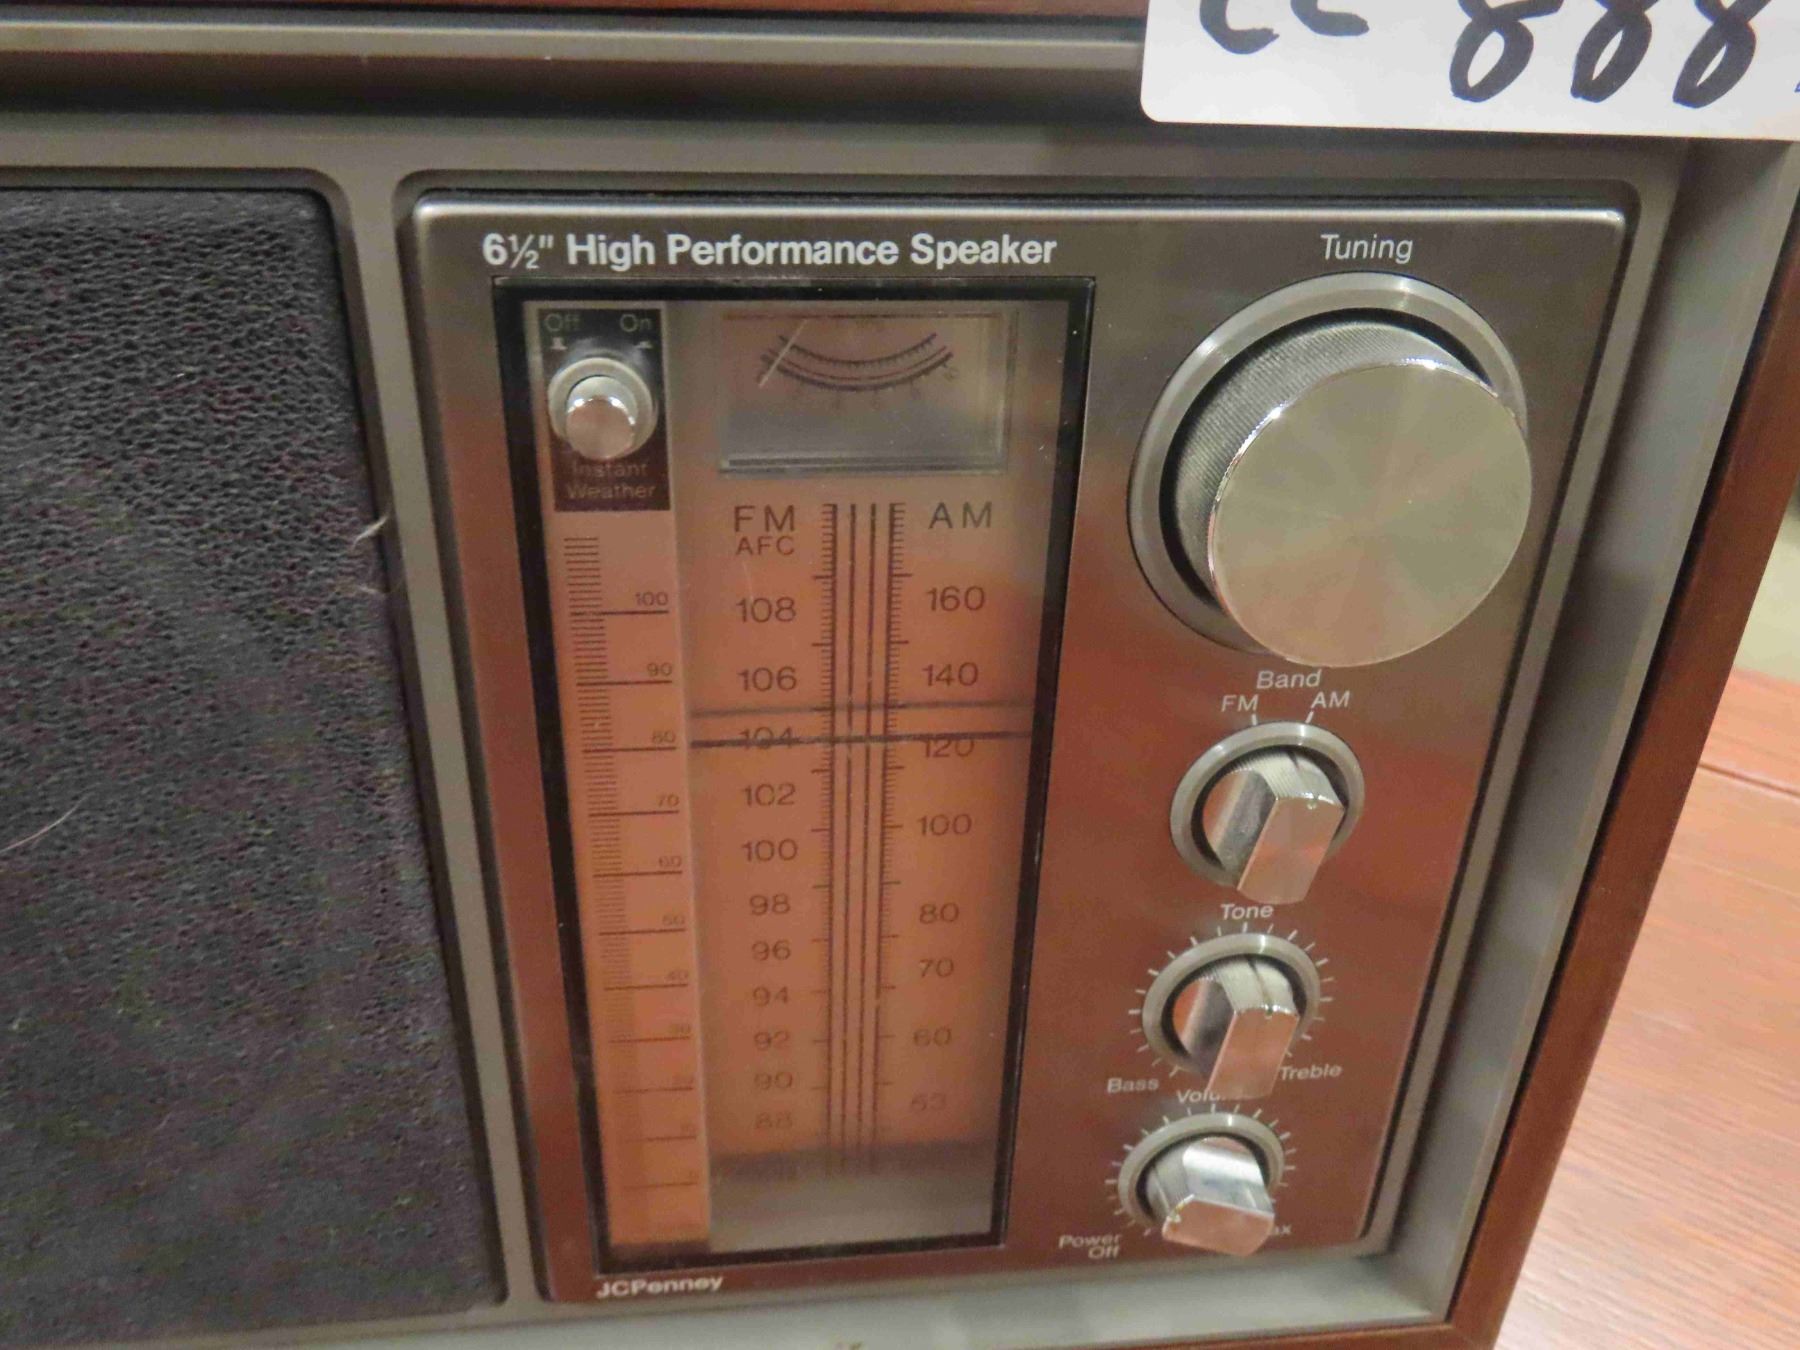 888
6½" High Performance Speaker
Tuning
Off On
Instant
Weather
FM AM
AFC
100
90
80
70
60
50
40
30
108 160
106 140
104 120
102
100 100
98 80
96
94 70
92 60
90
88 53
Band
FM AM
Tone
Bass Treble
Power
Off
JCPenney